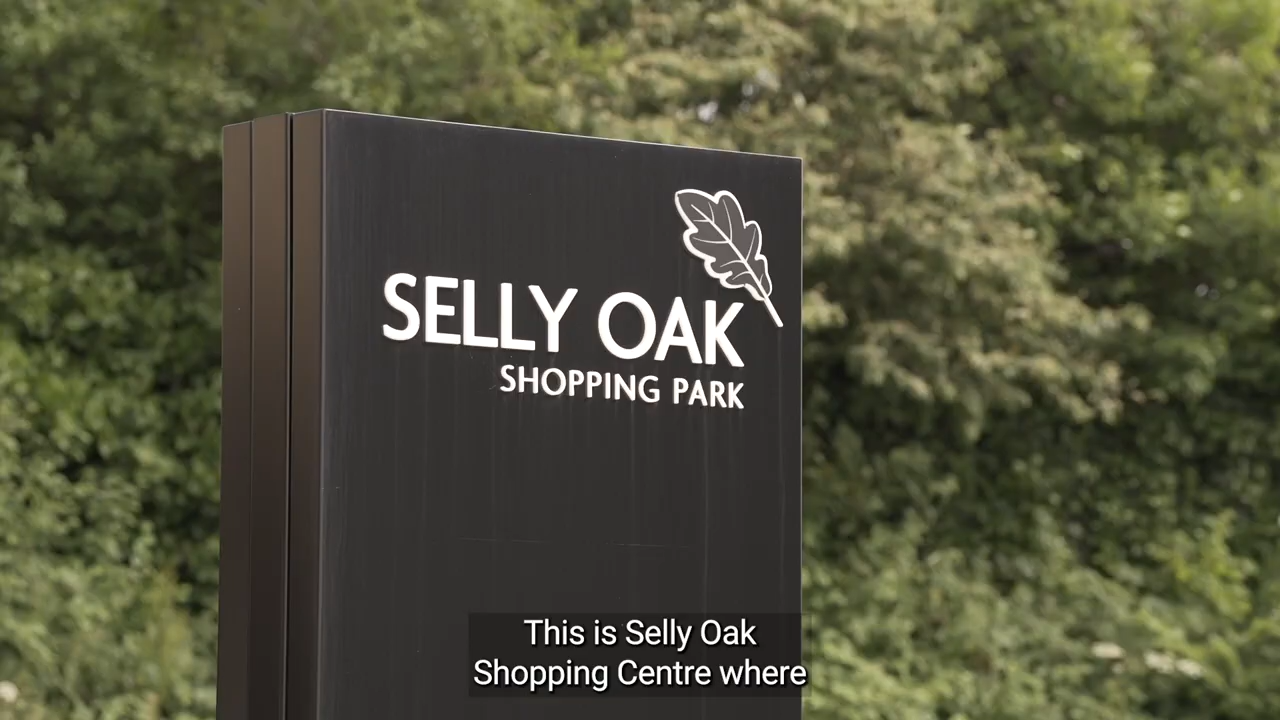 SELLY OAK
SHOPPING PARK
This is Selly Oak
Shopping Centre where